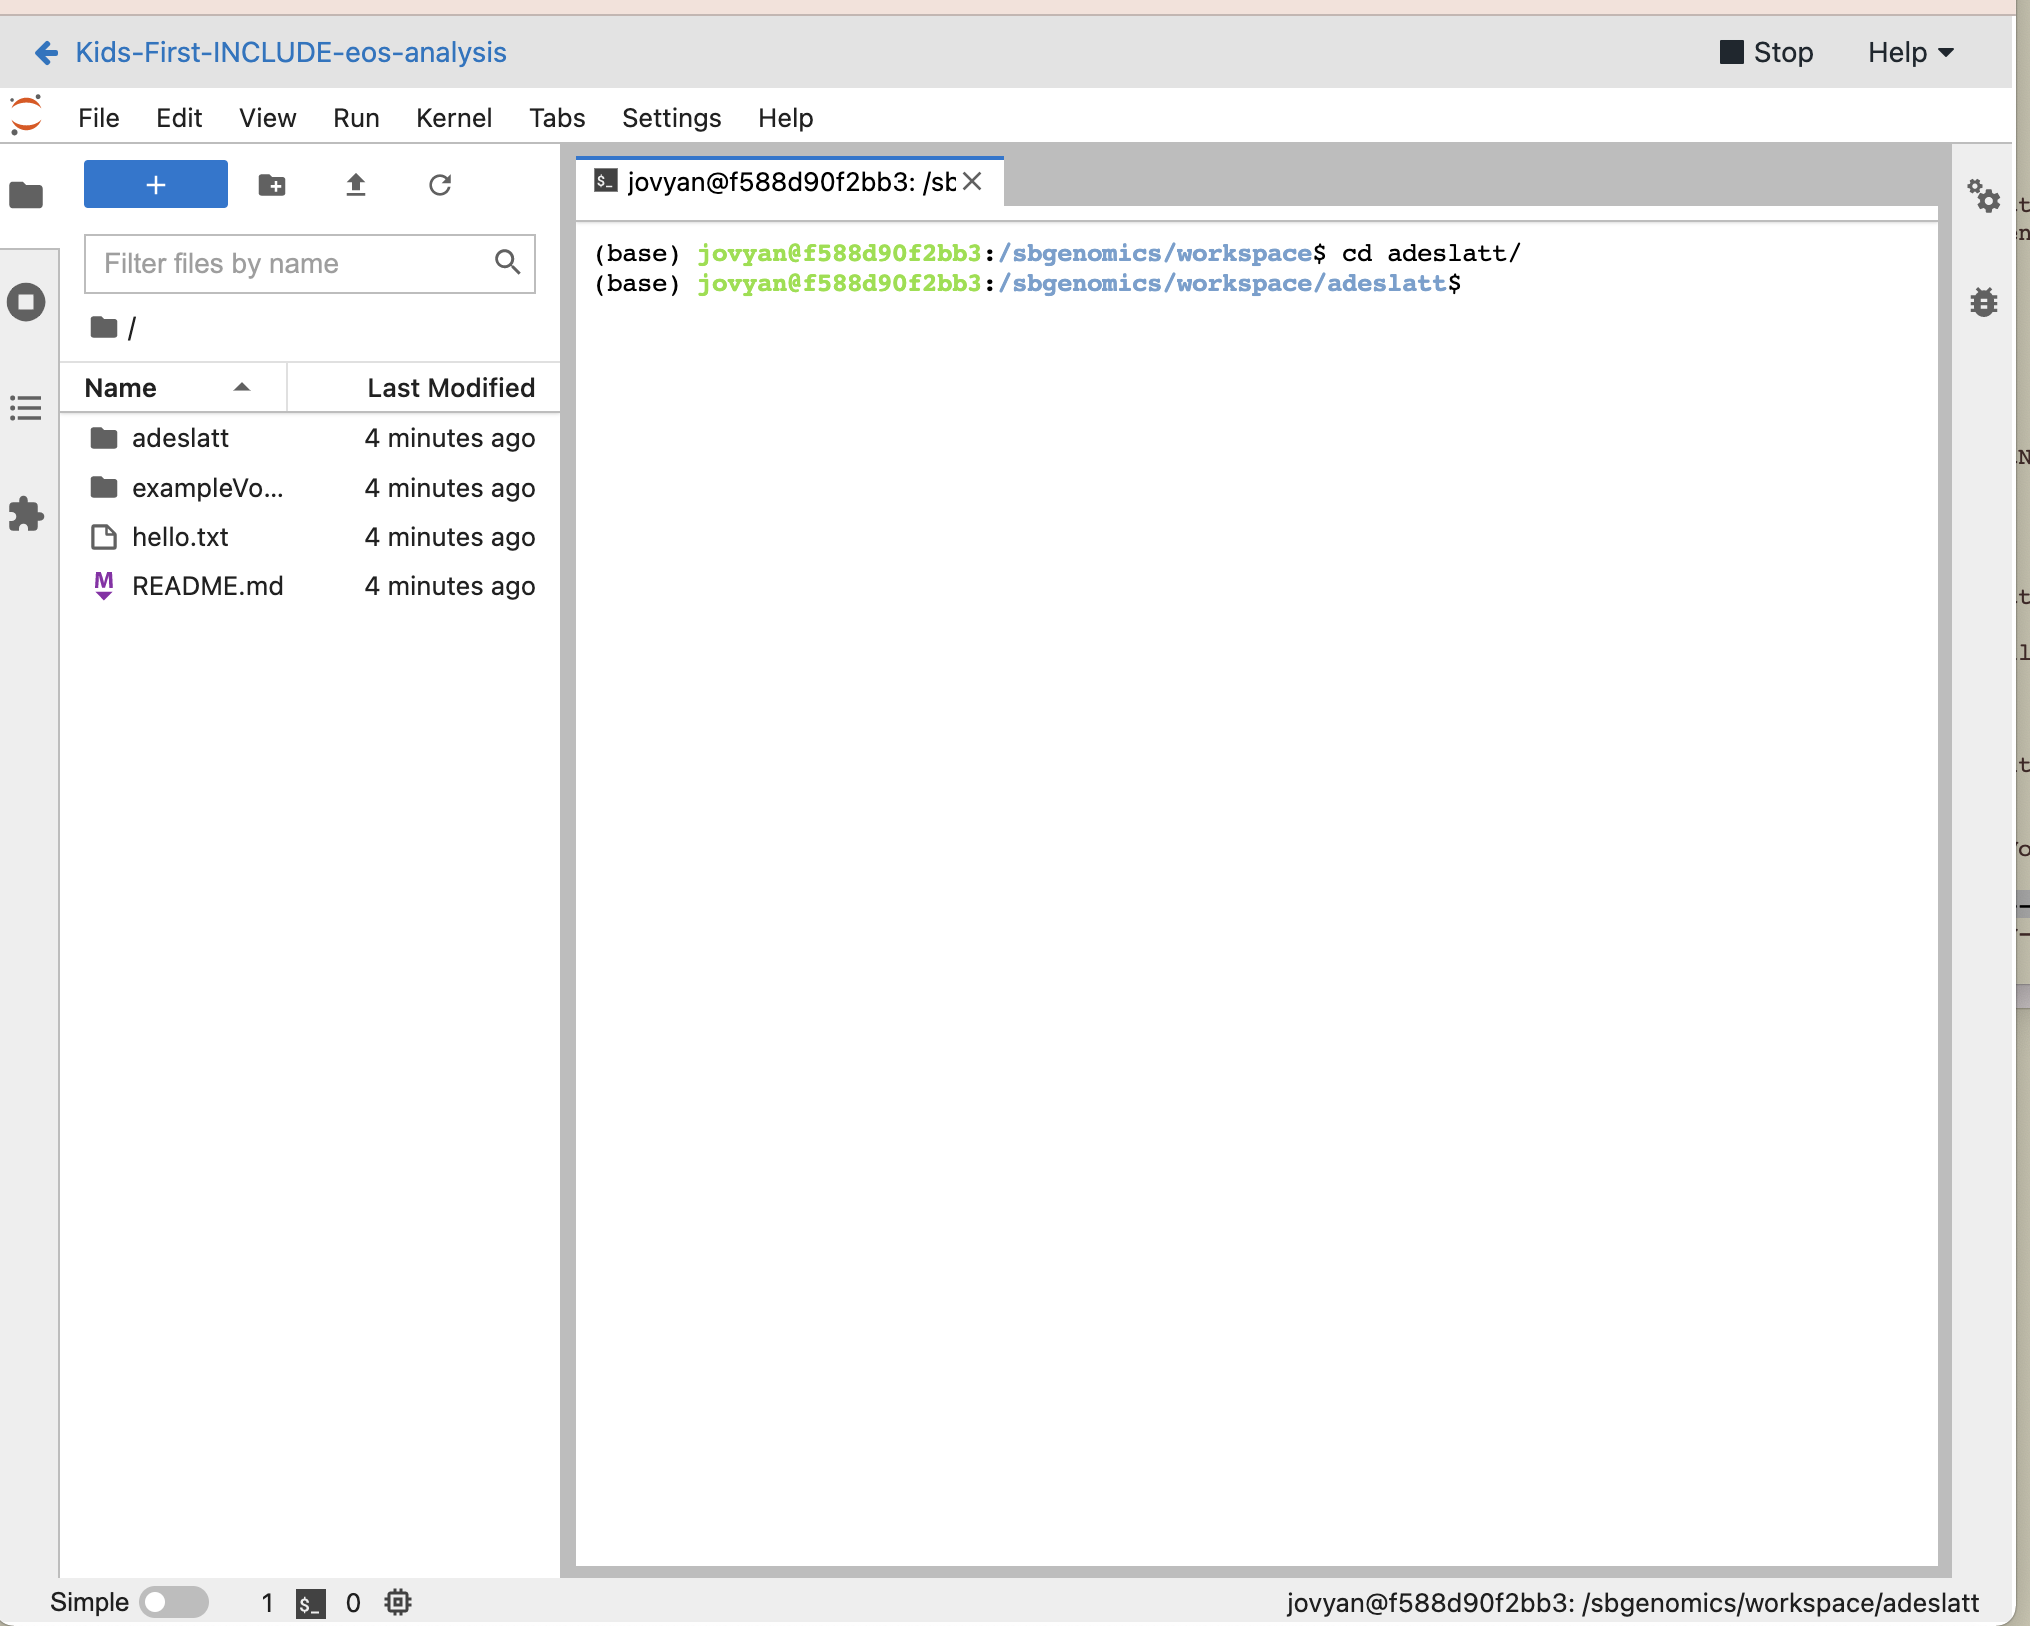 Kids-First-INCLUDE-eos-analysis
Stop
Help
File Edit View Run Kernel Tabs Settings Help
+
jovyan@f588d90f2bb3: /sb
Filter files by name
/
Name Last Modified
adeslatt 4 minutes ago
exampleVo... 4 minutes ago
hello.txt 4 minutes ago
README.md 4 minutes ago
(base) jovyan@f588d90f2bb3:/sbgenomics/workspace$ cd adeslatt/
(base) jovyan@f588d90f2bb3:/sbgenomics/workspace/adeslatt$
Simple 1 $_ 0
jovyan@f588d90f2bb3: /sbgenomics/workspace/adeslatt